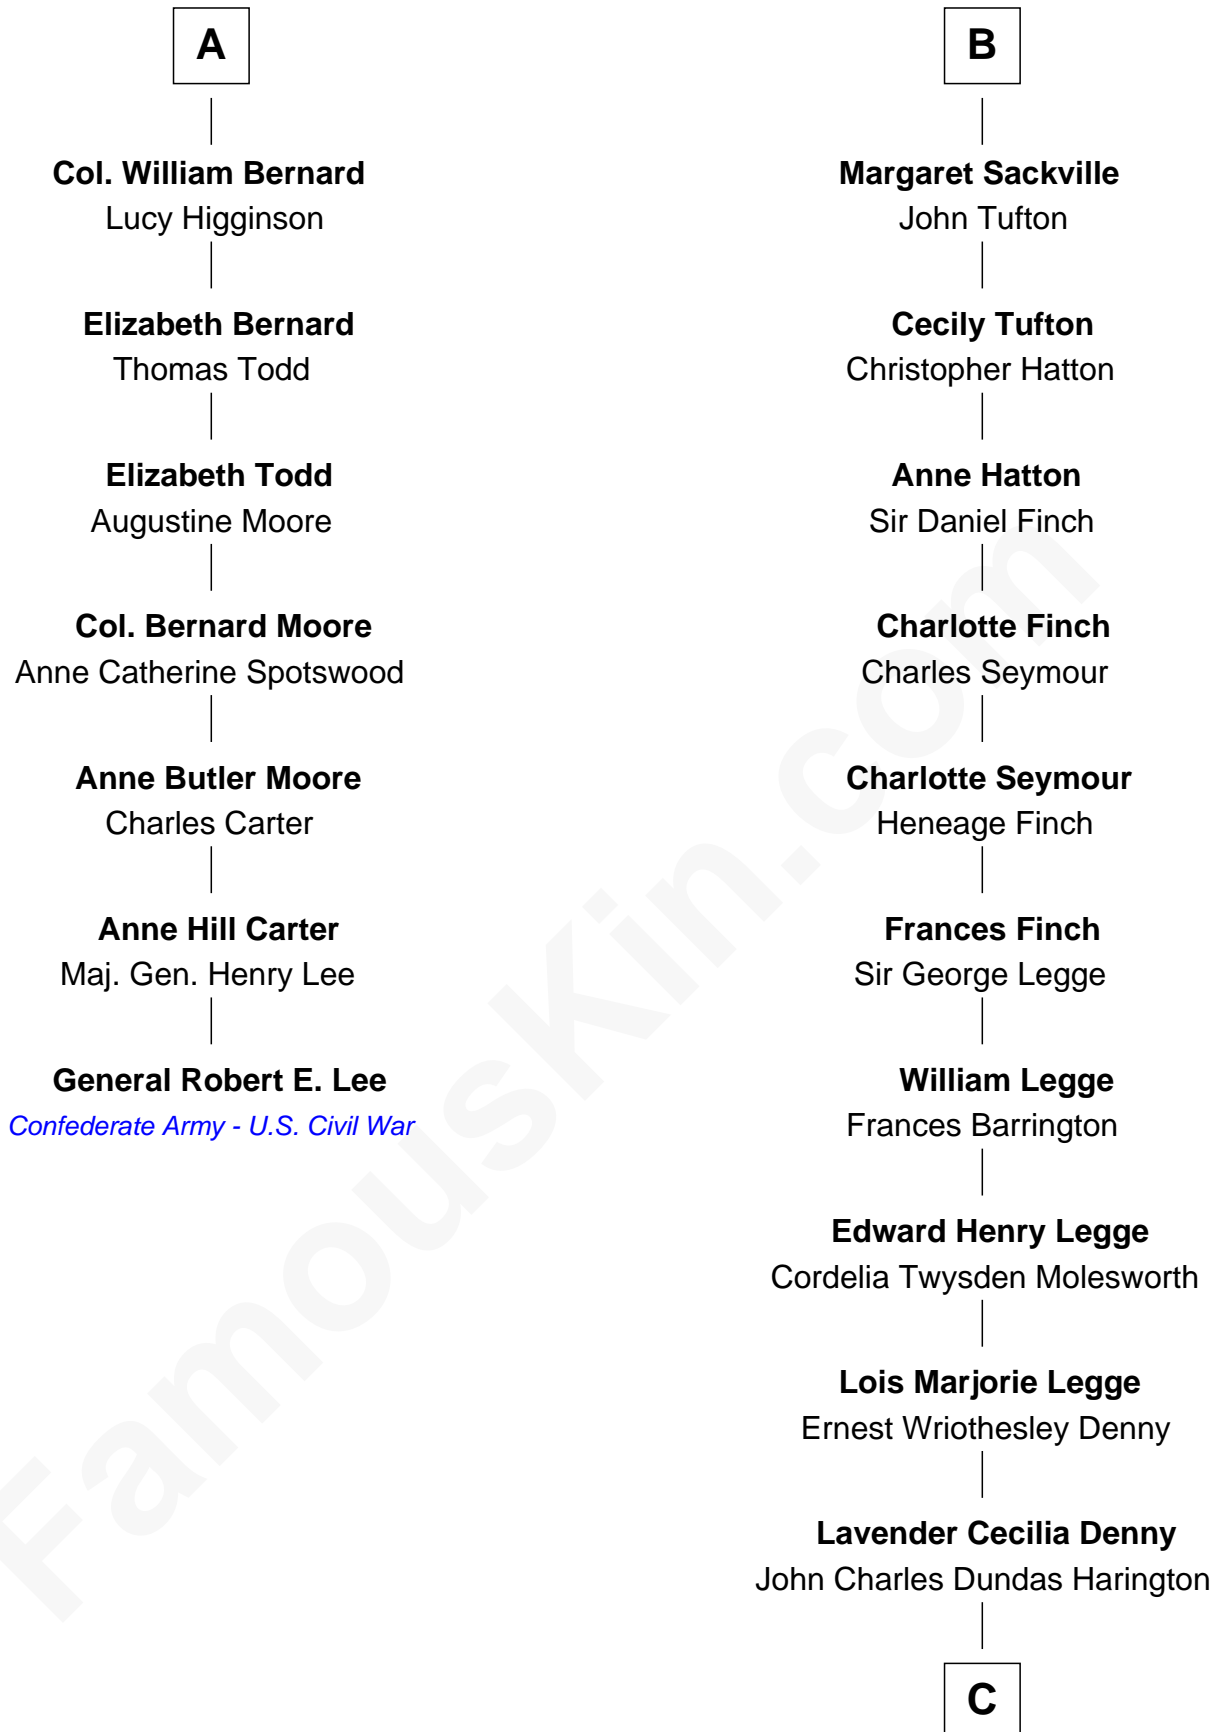 A
Col. William Bernard
Lucy Higginson
Elizabeth Bernard
Thomas Todd
Elizabeth Todd
Augustine Moore
Col. Bernard Moore
Anne Catherine Spotswood
Anne Butler Moore
Charles Carter
Anne Hill Carter
Maj. Gen. Henry Lee
General Robert E. Lee
Confederate Army - U.S. Civil War
B
Margaret Sackville
John Tufton
Cecily Tufton
Christopher Hatton
Anne Hatton
Sir Daniel Finch
Charlotte Finch
Charles Seymour
Charlotte Seymour
Heneage Finch
Frances Finch
Sir George Legge
William Legge
Frances Barrington
Edward Henry Legge
Cordelia Twysden Molesworth
Lois Marjorie Legge
Ernest Wriothesley Denny
Lavender Cecilia Denny
John Charles Dundas Harington
C
FamousKin.com